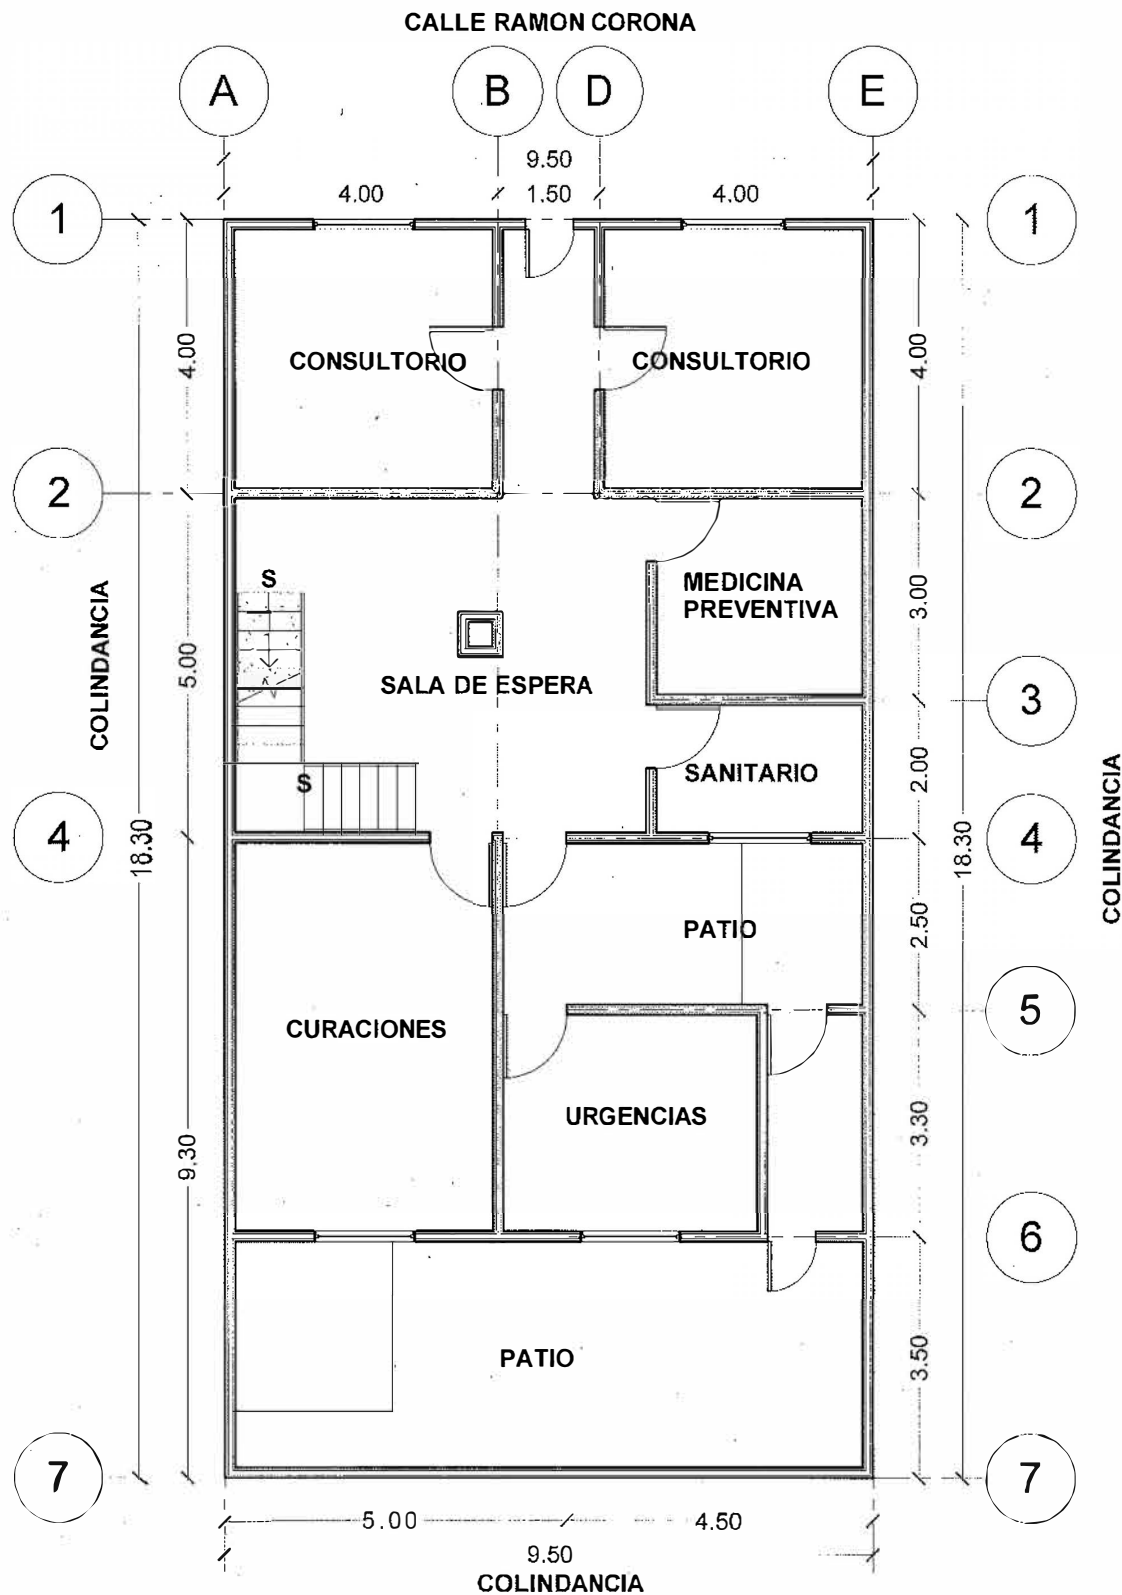 CALLE RAMON CORONA
A B D E
9.50
4.00 1.50 4.00
1 1
4.00 4.00
CONSULTORIO CONSULTORIO
2 2
S
MEDICINA
PREVENTIVA
3.00
COLINDANCIA
5.00
SALA DE ESPERA
3
SANITARIO
2.00
S
COLINDANCIA
4 4
18.30 18.30
2.50
PATIO
5
CURACIONES
URGENCIAS
3.30
9.30
6
PATIO
3.50
7 7
5.00 4.50
9.50
COLINDANCIA